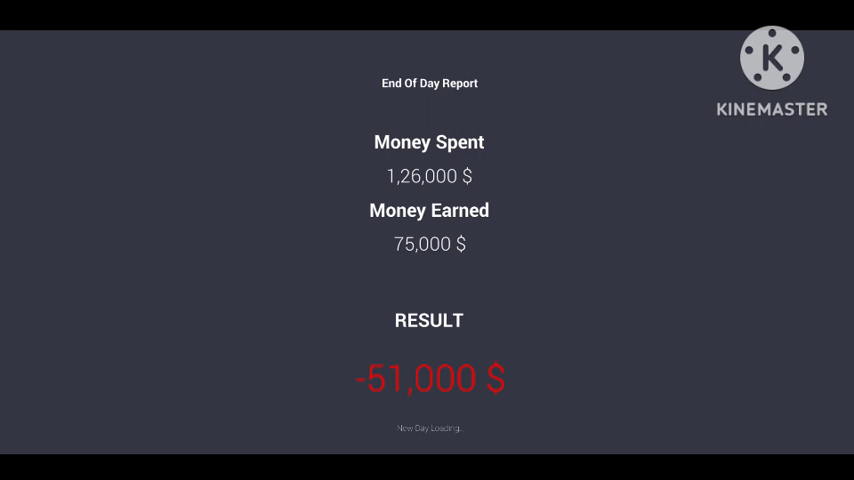 End Of Day Report
K
KINEMASTER
Money Spent
1,26,000 $
Money Earned
75,000 $
RESULT
-51,000 $
New Day Loading..